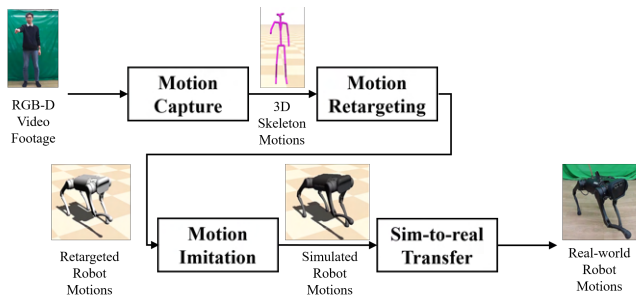 Motion
Capture
Motion
Retargeting
RGB-D
Video
Footage
3D
Skeleton
Motions
Motion
Imitation
Sim-to-real
Transfer
Retargeted
Robot
Motions
Simulated
Robot
Motions
Real-world
Robot
Motions